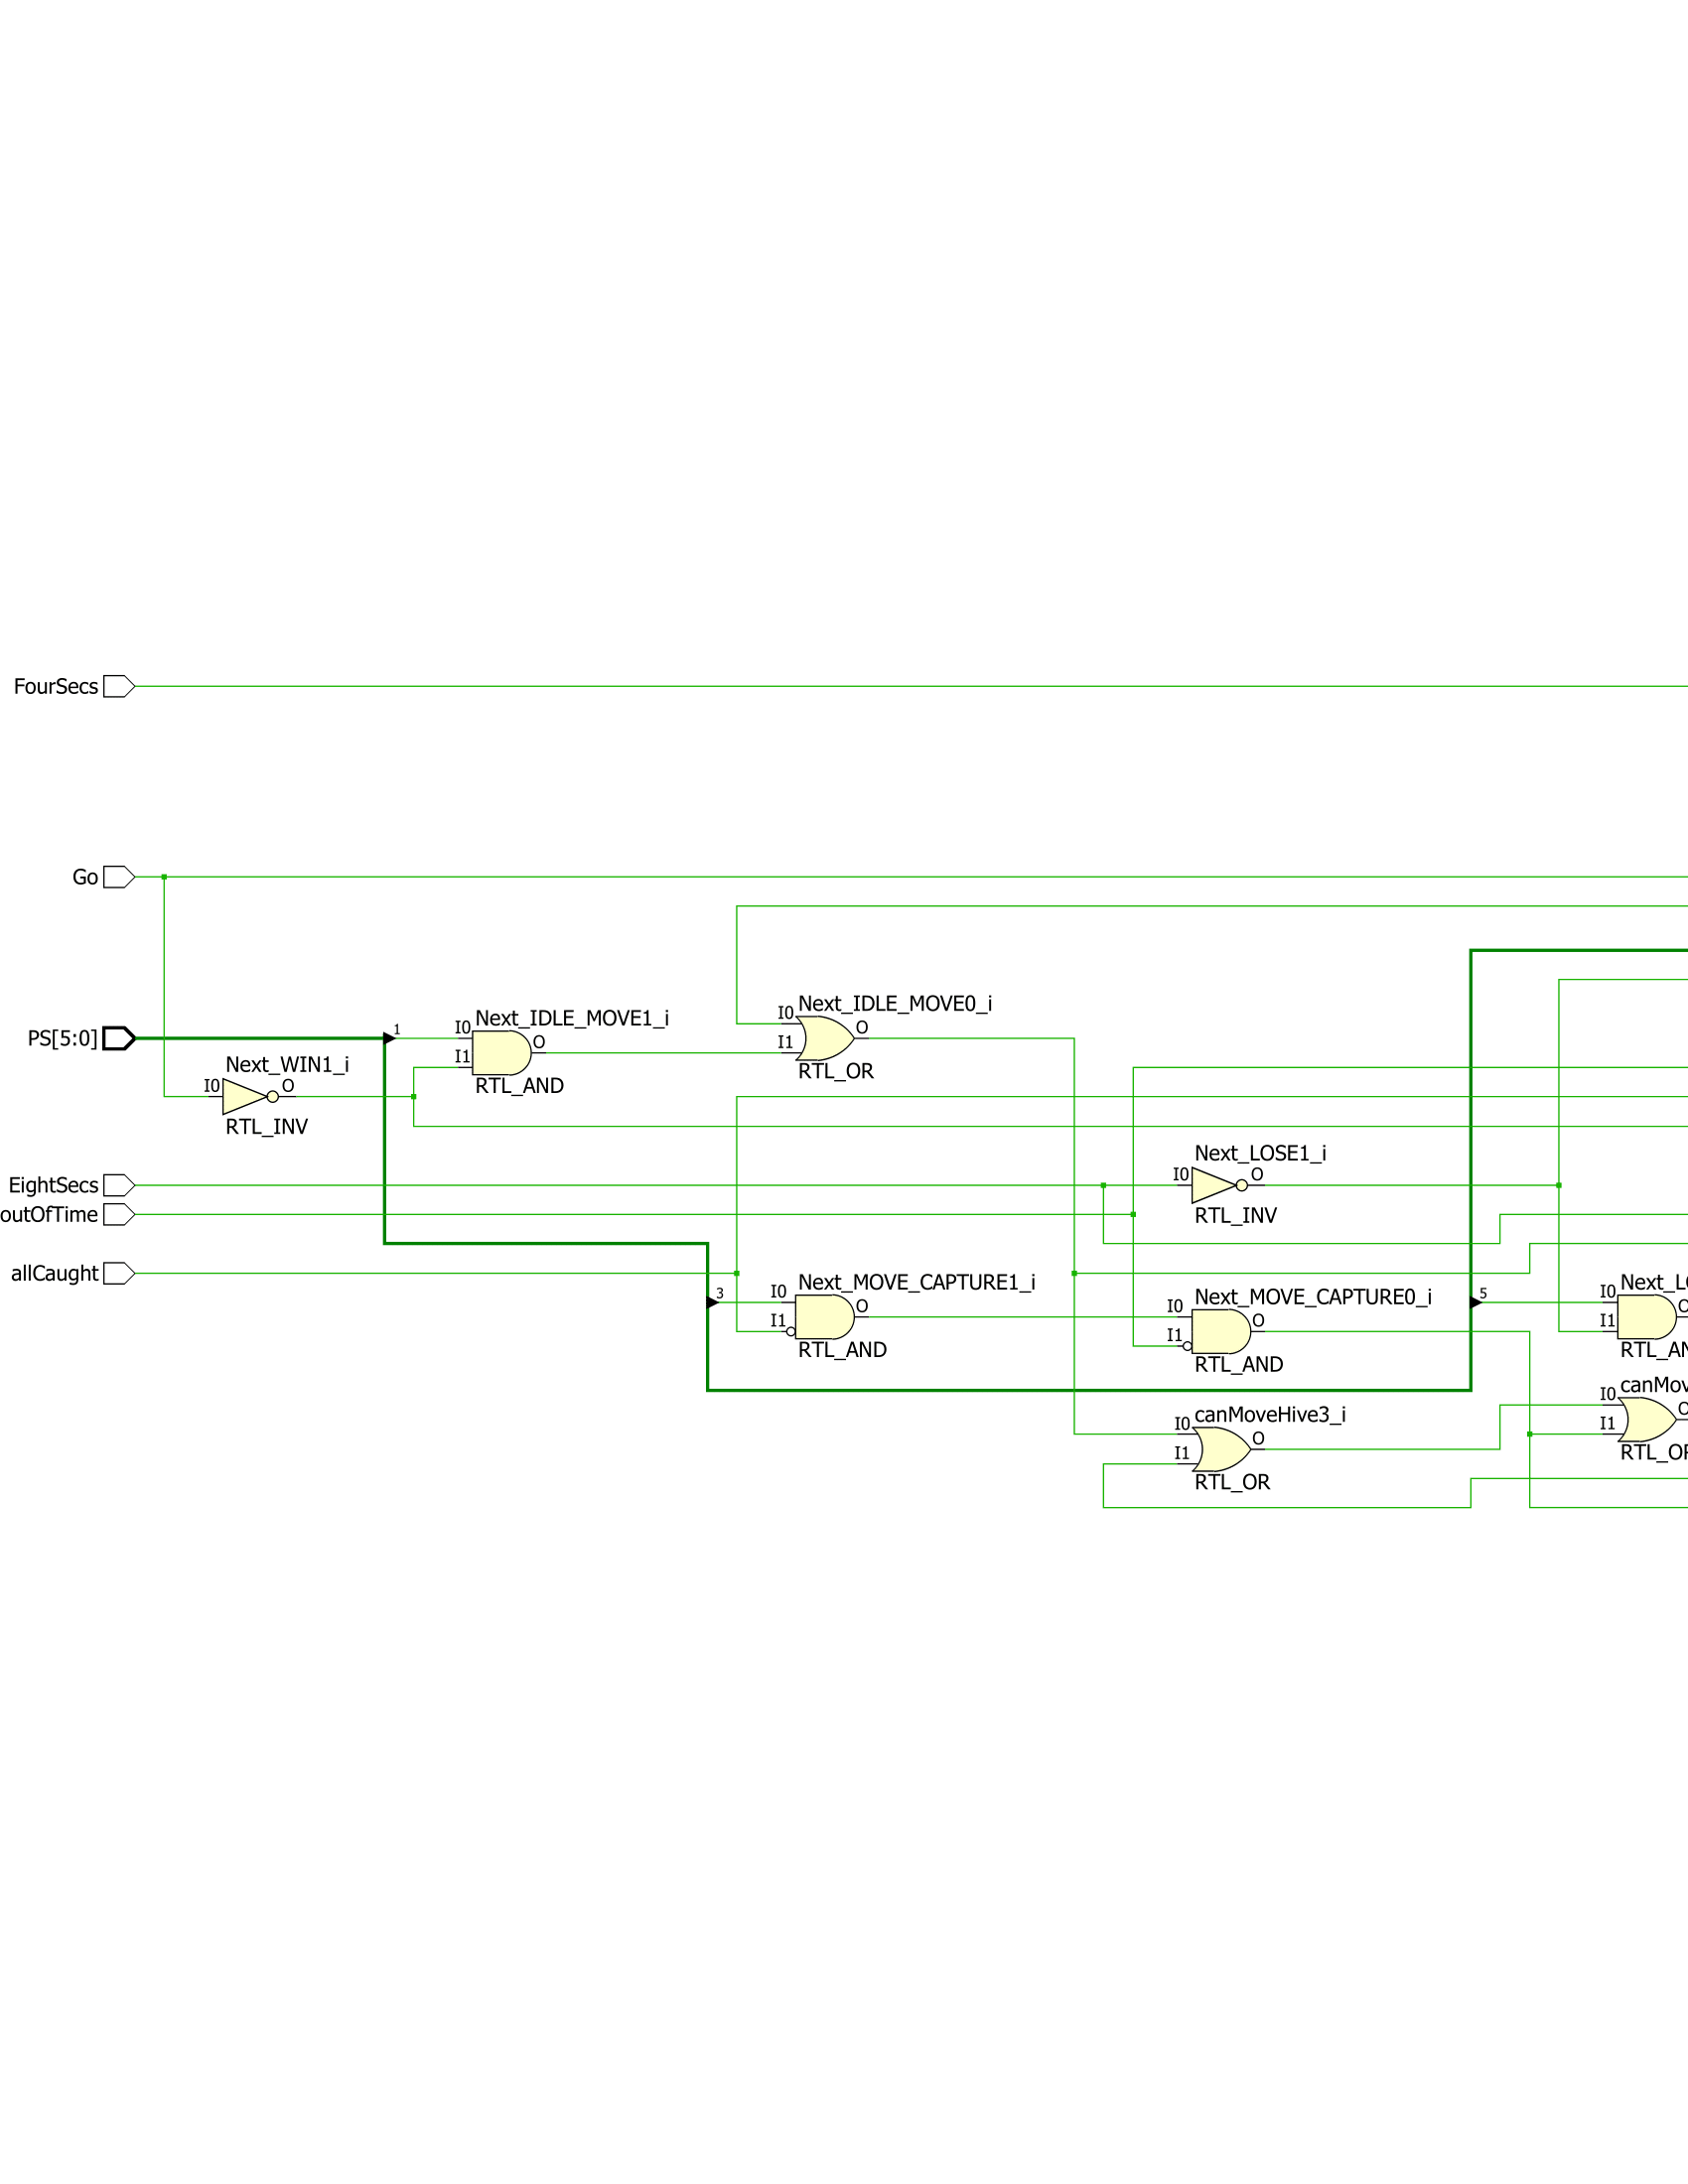 FourSecs
Go
Next_IDLE_MOVE0_i
I0
O
I1
RTL_OR
Next_IDLE_MOVE1_i
PS[5:0]
1
I0
O
I1
RTL_AND
Next_WIN1_i
I0
O
RTL_INV
Next_LOSE1_i
EightSecs
I0
O
RTL_INV
outOfTime
allCaught
Next_MOVE_CAPTURE1_i
3
I0
O
I1
RTL_AND
Next_MOVE_CAPTURE0_i
I0
O
I1
RTL_AND
5
I0
I1
canMoveHive3_i
I0
O
I1
RTL_OR
I0
I1